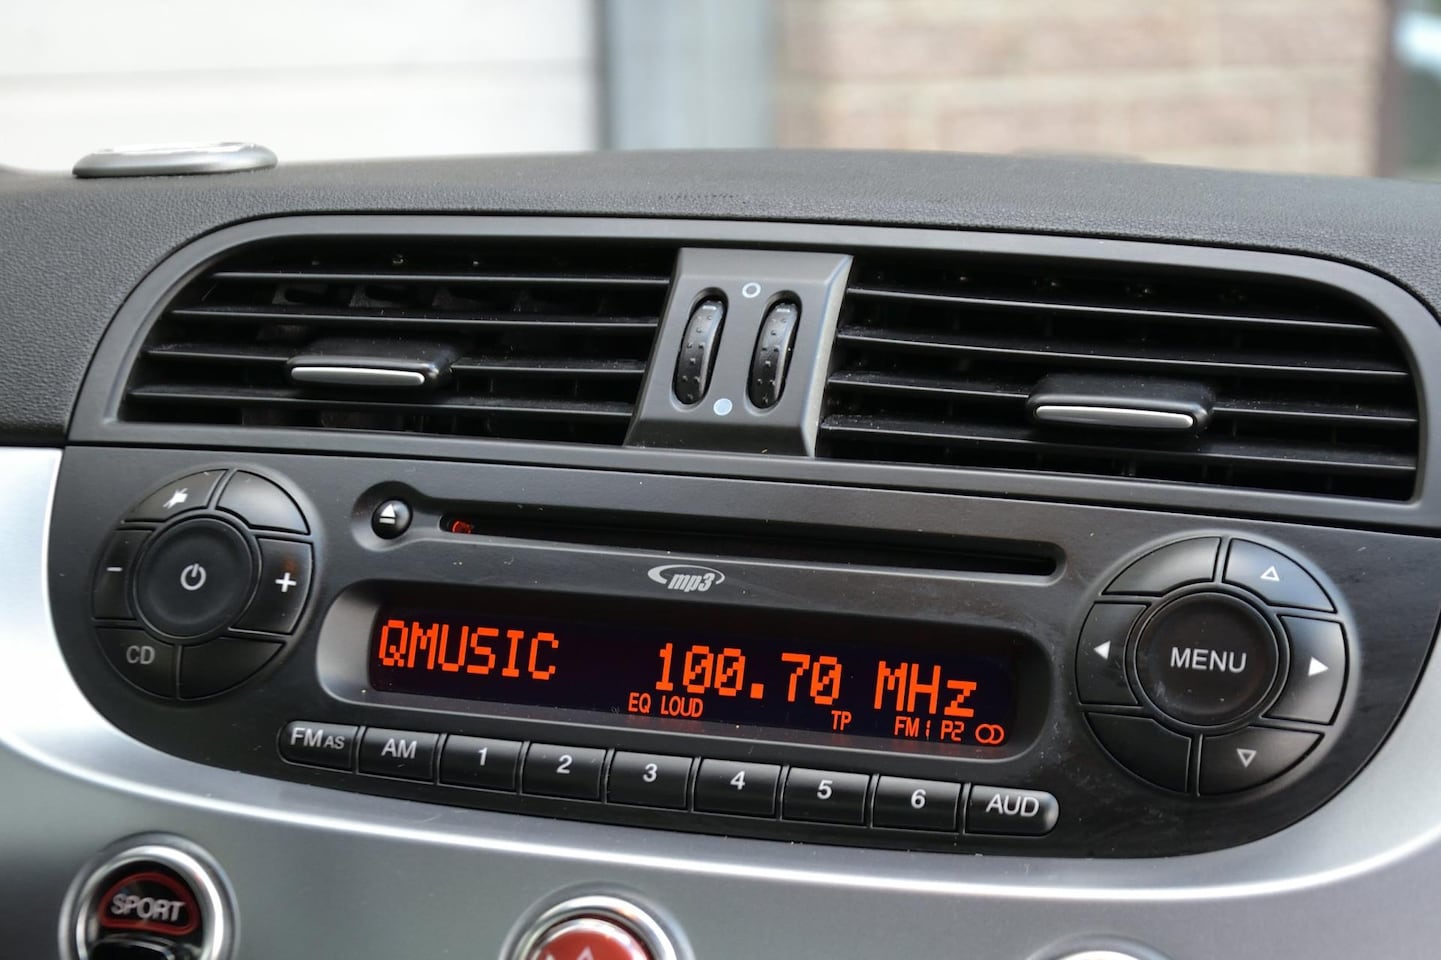 mp3
QMUSIC 100.70 MHz
EQ LOUD TP FM1 P2
- +
CD
MENU
FM AS AM 1 2 3 4 5 6 AUD
SPORT